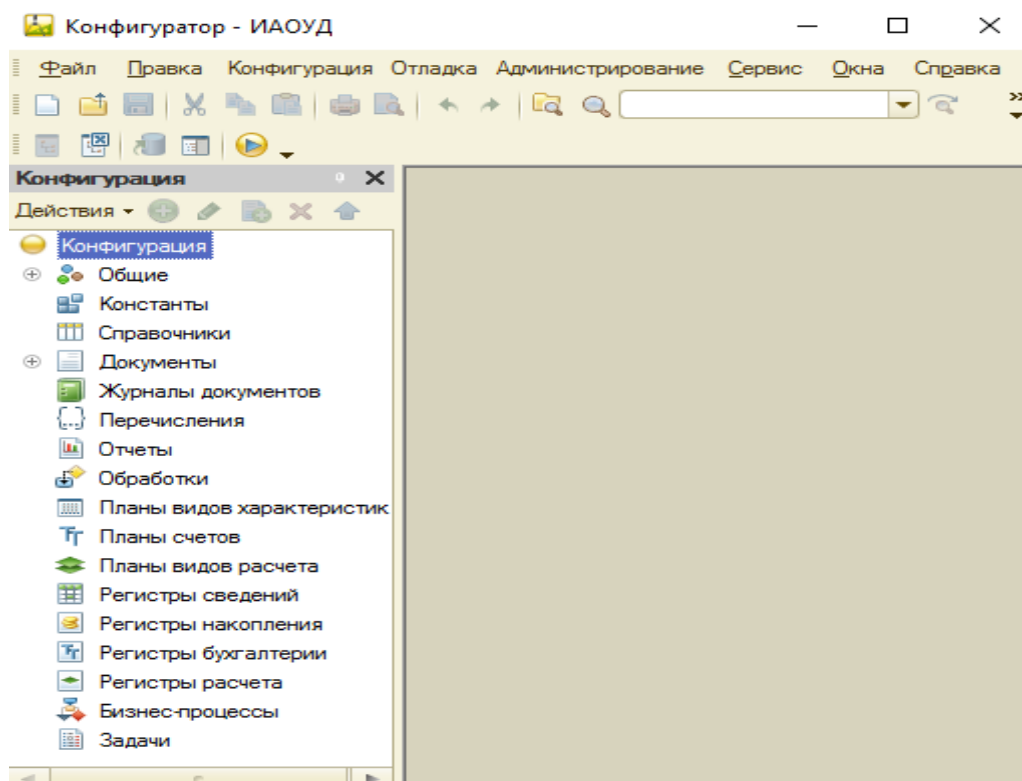 Конфигуратор - ИАОУД
Файл Правка Конфигурация Отладка Администрирование Сервис Окна Справка
Конфигурация
Действия
Конфигурация
Общие
Константы
Справочники
Документы
Журналы документов
Перечисления
Отчеты
Обработки
Планы видов характеристик
Планы счетов
Планы видов расчета
Регистры сведений
Регистры накопления
Регистры бухгалтерии
Регистры расчета
Бизнес-процессы
Задачи